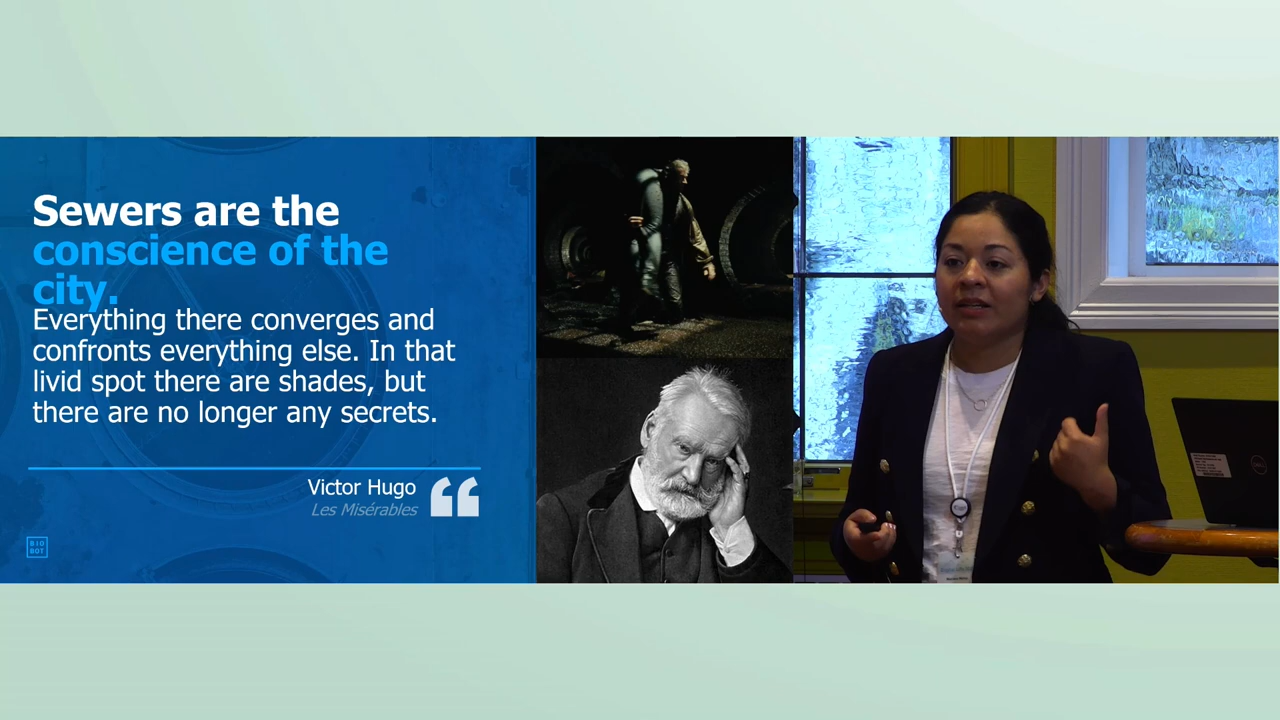 Sewers are the
conscience of the
city.
Everything there converges and
confronts everything else. In that
livid spot there are shades, but
there are no longer any secrets.
Victor Hugo
Les Misérables
BIO
BOT
DELL